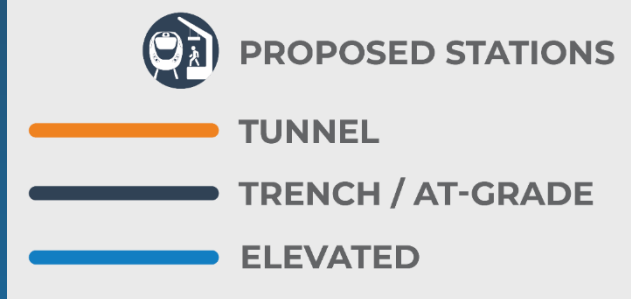 PROPOSED STATIONS
TUNNEL
TRENCH / AT-GRADE
ELEVATED